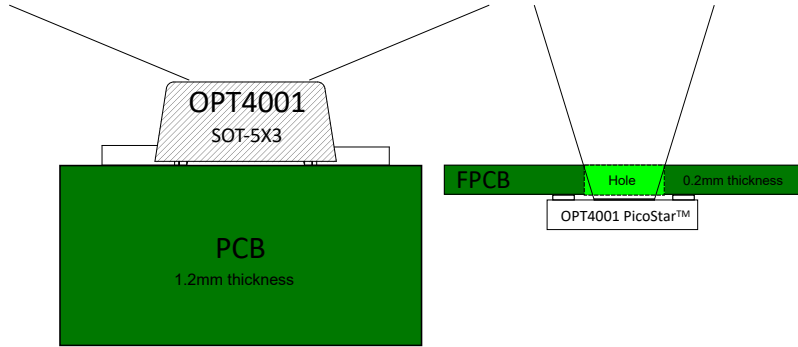 OPT4001
SOT-5X3
PCB
1.2mm thickness
FPCB
Hole
0.2mm thickness
OPT4001 PicoStar™